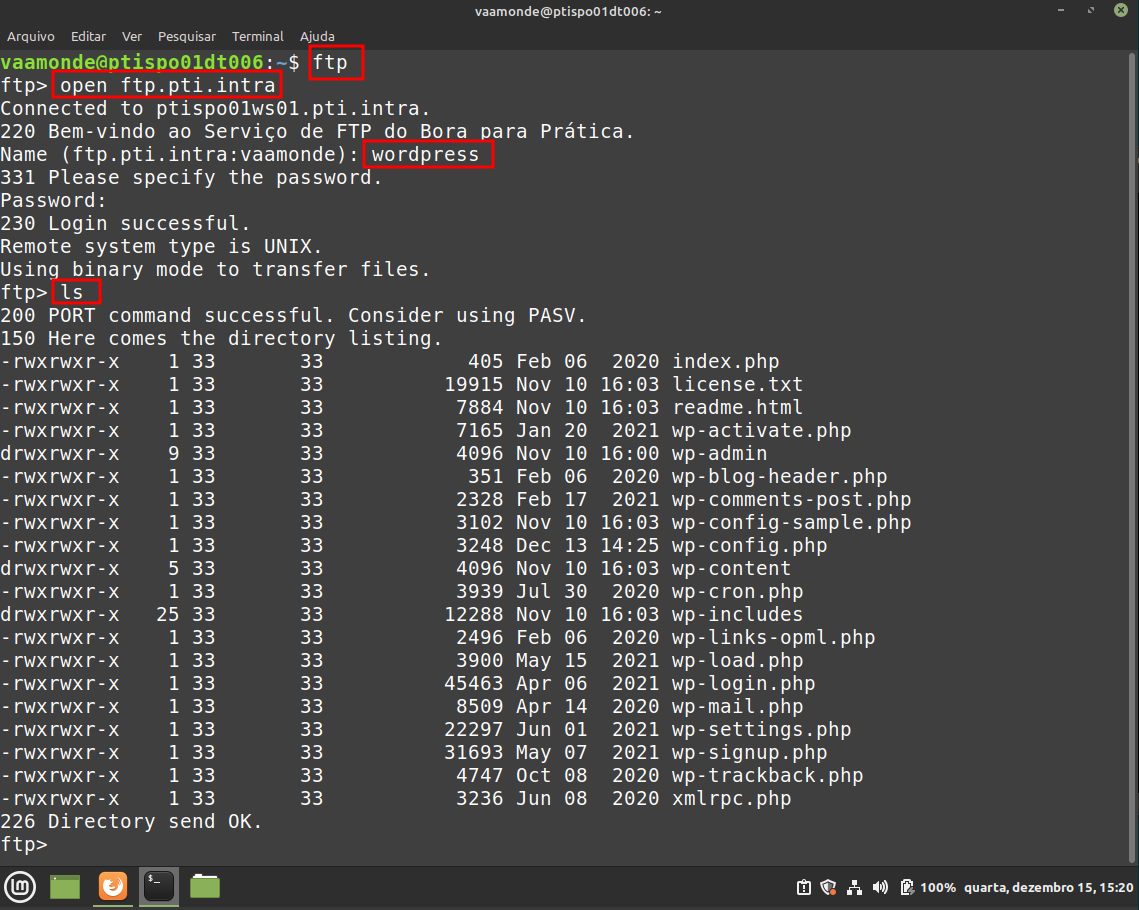 vaamonde@ptispo01dt006: ~
Arquivo Editar Ver Pesquisar Terminal Ajuda
vaamonde@ptispo01dt006:~$ ftp
ftp> open ftp.pti.intra
Connected to ptispo01ws01.pti.intra.
220 Bem-vindo ao Serviço de FTP do Bora para Prática.
Name (ftp.pti.intra:vaamonde): wordpress
331 Please specify the password.
Password:
230 Login successful.
Remote system type is UNIX.
Using binary mode to transfer files.
ftp> ls
200 PORT command successful. Consider using PASV.
150 Here comes the directory listing.
-rwxrwxr-x    1 33       33            405 Feb 06  2020 index.php
-rwxrwxr-x    1 33       33          19915 Nov 10 16:03 license.txt
-rwxrwxr-x    1 33       33           7884 Nov 10 16:03 readme.html
-rwxrwxr-x    1 33       33           7165 Jan 20  2021 wp-activate.php
drwxrwxr-x    9 33       33           4096 Nov 10 16:00 wp-admin
-rwxrwxr-x    1 33       33            351 Feb 06  2020 wp-blog-header.php
-rwxrwxr-x    1 33       33           2328 Feb 17  2021 wp-comments-post.php
-rwxrwxr-x    1 33       33           3102 Nov 10 16:03 wp-config-sample.php
-rwxrwxr-x    1 33       33           3248 Dec 13 14:25 wp-config.php
drwxrwxr-x    5 33       33           4096 Nov 10 16:03 wp-content
-rwxrwxr-x    1 33       33           3939 Jul 30  2020 wp-cron.php
drwxrwxr-x   25 33       33          12288 Nov 10 16:03 wp-includes
-rwxrwxr-x    1 33       33           2496 Feb 06  2020 wp-links-opml.php
-rwxrwxr-x    1 33       33           3900 May 15  2021 wp-load.php
-rwxrwxr-x    1 33       33          45463 Apr 06  2021 wp-login.php
-rwxrwxr-x    1 33       33           8509 Apr 14  2020 wp-mail.php
-rwxrwxr-x    1 33       33          22297 Jun 01  2021 wp-settings.php
-rwxrwxr-x    1 33       33          31693 May 07  2021 wp-signup.php
-rwxrwxr-x    1 33       33           4747 Oct 08  2020 wp-trackback.php
-rwxrwxr-x    1 33       33           3236 Jun 08  2020 xmlrpc.php
226 Directory send OK.
ftp>
100% quarta, dezembro 15, 15:20